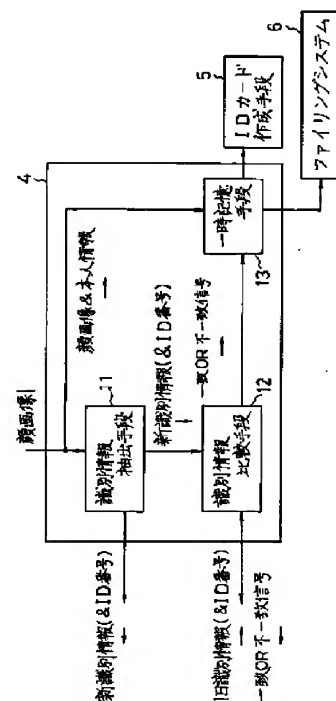 顔画像
4
顔画像&本人情報
11
識別情報
抽出手段
新識別情報(&ID番号)
新識別情報(&ID番号)
一致OR不一致信号
12
識別情報
比較手段
旧識別情報(&ID番号)
一致OR不一致信号
一時記憶
手段
13
5
IDカード
作成手段
6
ファイリングシステム